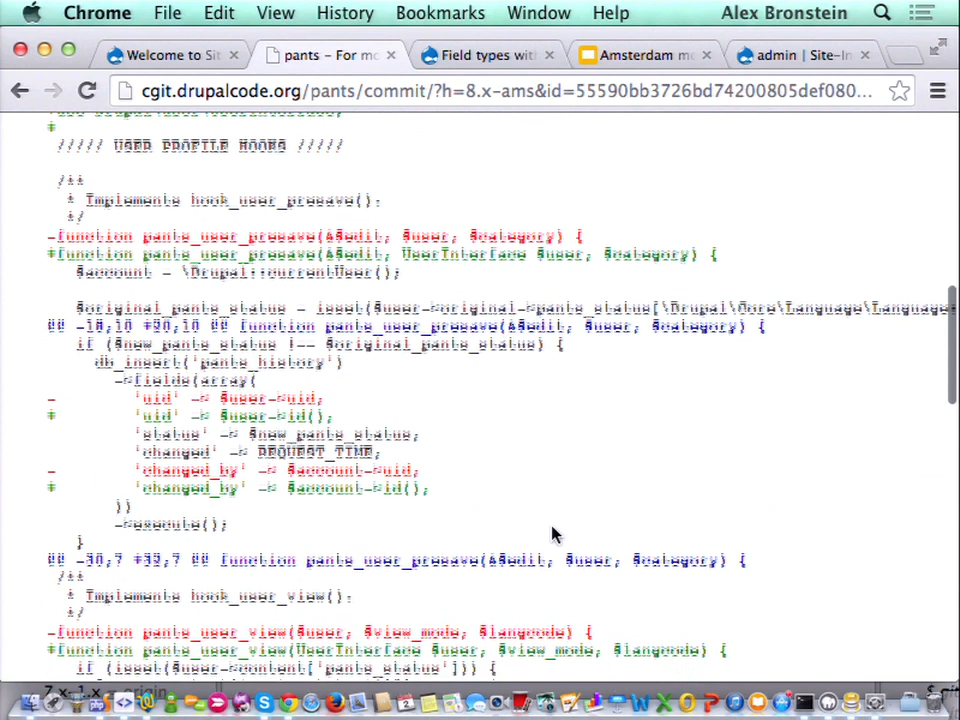 Chrome File Edit View History Bookmarks Window Help Alex Bronstein
Welcome to Sit
pants – For mo
Field types wit
Amsterdam mo
admin | Site-In
cgit.drupalcode.org/pants/commit/?h=8.x-ams&id=55590bb3726bd74200805def080...
+
///// USER PROFILE HOOKS /////
/**
 * Implements hook_user_presave().
 */
-function pants_user_presave(&$edit, $user, $category) {
+function pants_user_presave(&$edit, UserInterface $user, $category) {
$account = \Drupal::currentUser();
$original_pants_status = isset($user->original->pants_status[\Drupal\Core\Language\Language
@@ -18,10 +20,10 @@ function pants_user_presave(&$edit, $user, $category) {
if ($new_pants_status !== $original_pants_status) {
db_insert('pants_history')
->fields(array(
- 'uid' => $user->uid,
+ 'uid' => $user->id(),
'status' => $new_pants_status,
'changed' => REQUEST_TIME,
- 'changed_by' => $account->uid,
+ 'changed_by' => $account->id(),
))
->execute();
}
@@ function pants_user_presave(&$edit, $user, $category) {
/**
 * Implements hook_user_view().
 */
-function pants_user_view($user, $view_mode, $langcode) {
+function pants_user_view(UserInterface $user, $view_mode, $langcode) {
if (isset($user->content['pants_status'])) {
7.x-1.x origin